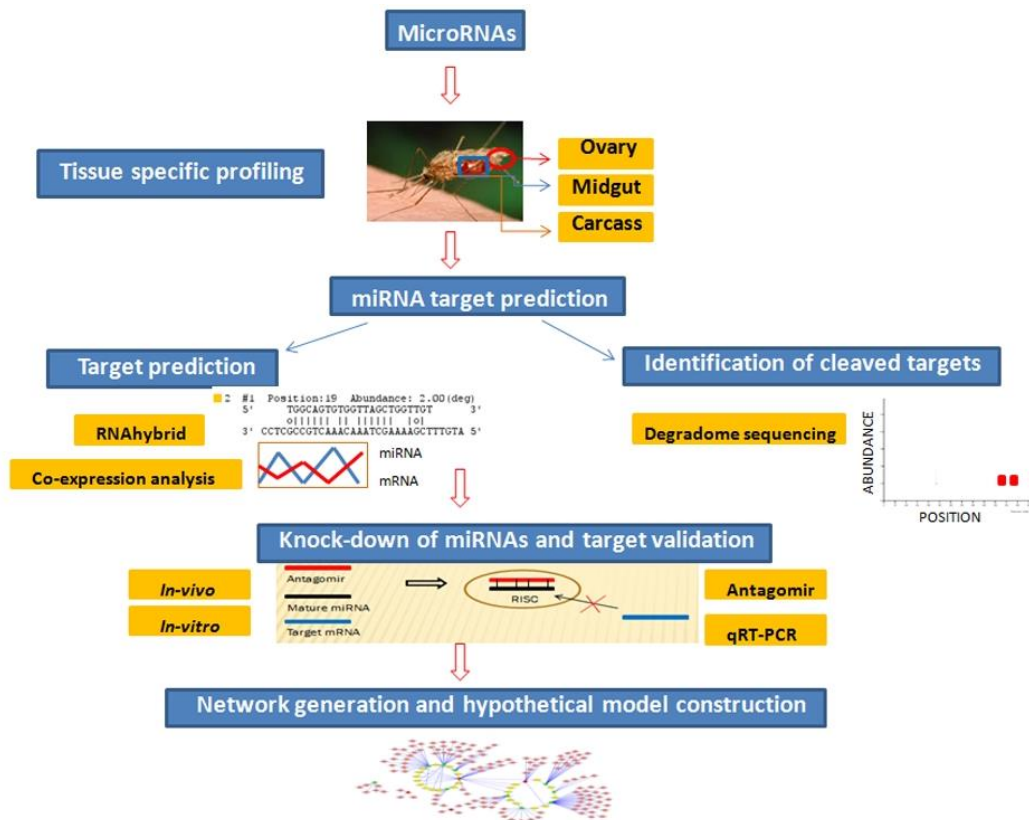 MicroRNAs
Tissue specific profiling
Ovary
Midgut
Carcass
miRNA target prediction
Target prediction
Identification of cleaved targets
2 #1 Position:19 Abundance: 2.00(deg)
5' TGGCAGTGTGGTTAGCTGGTTGT 3'
o|||||| || |||||| |o|
3' CCTCGCCGTCAAACAAATCGAAAAGCTTTGTA 5'
RNAhybrid
Co-expression analysis
miRNA
mRNA
Degradome sequencing
ABUNDANCE
POSITION
Knock-down of miRNAs and target validation
In-vivo
In-vitro
Antagomir
Mature miRNA
Target mRNA
RISC
Antagomir
qRT-PCR
Network generation and hypothetical model construction